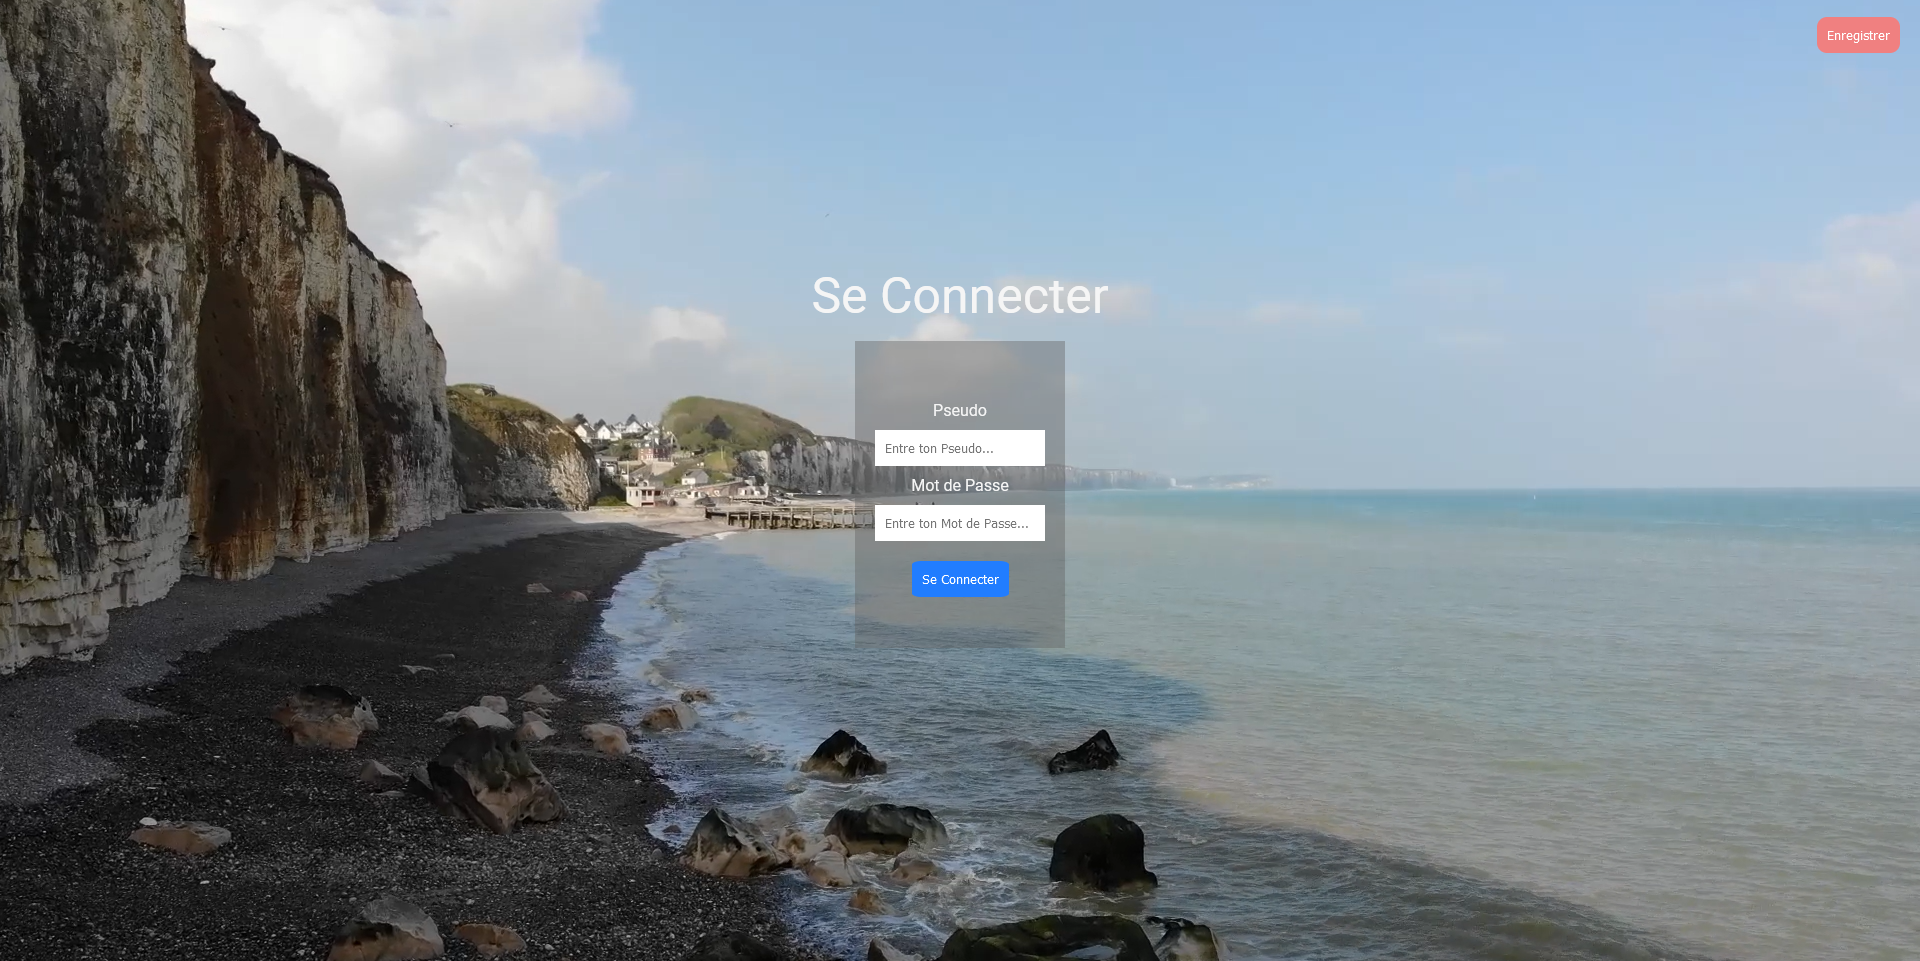 Enregistrer
Se Connecter
Pseudo
Entre ton Pseudo...
Mot de Passe
Entre ton Mot de Passe...
Se Connecter